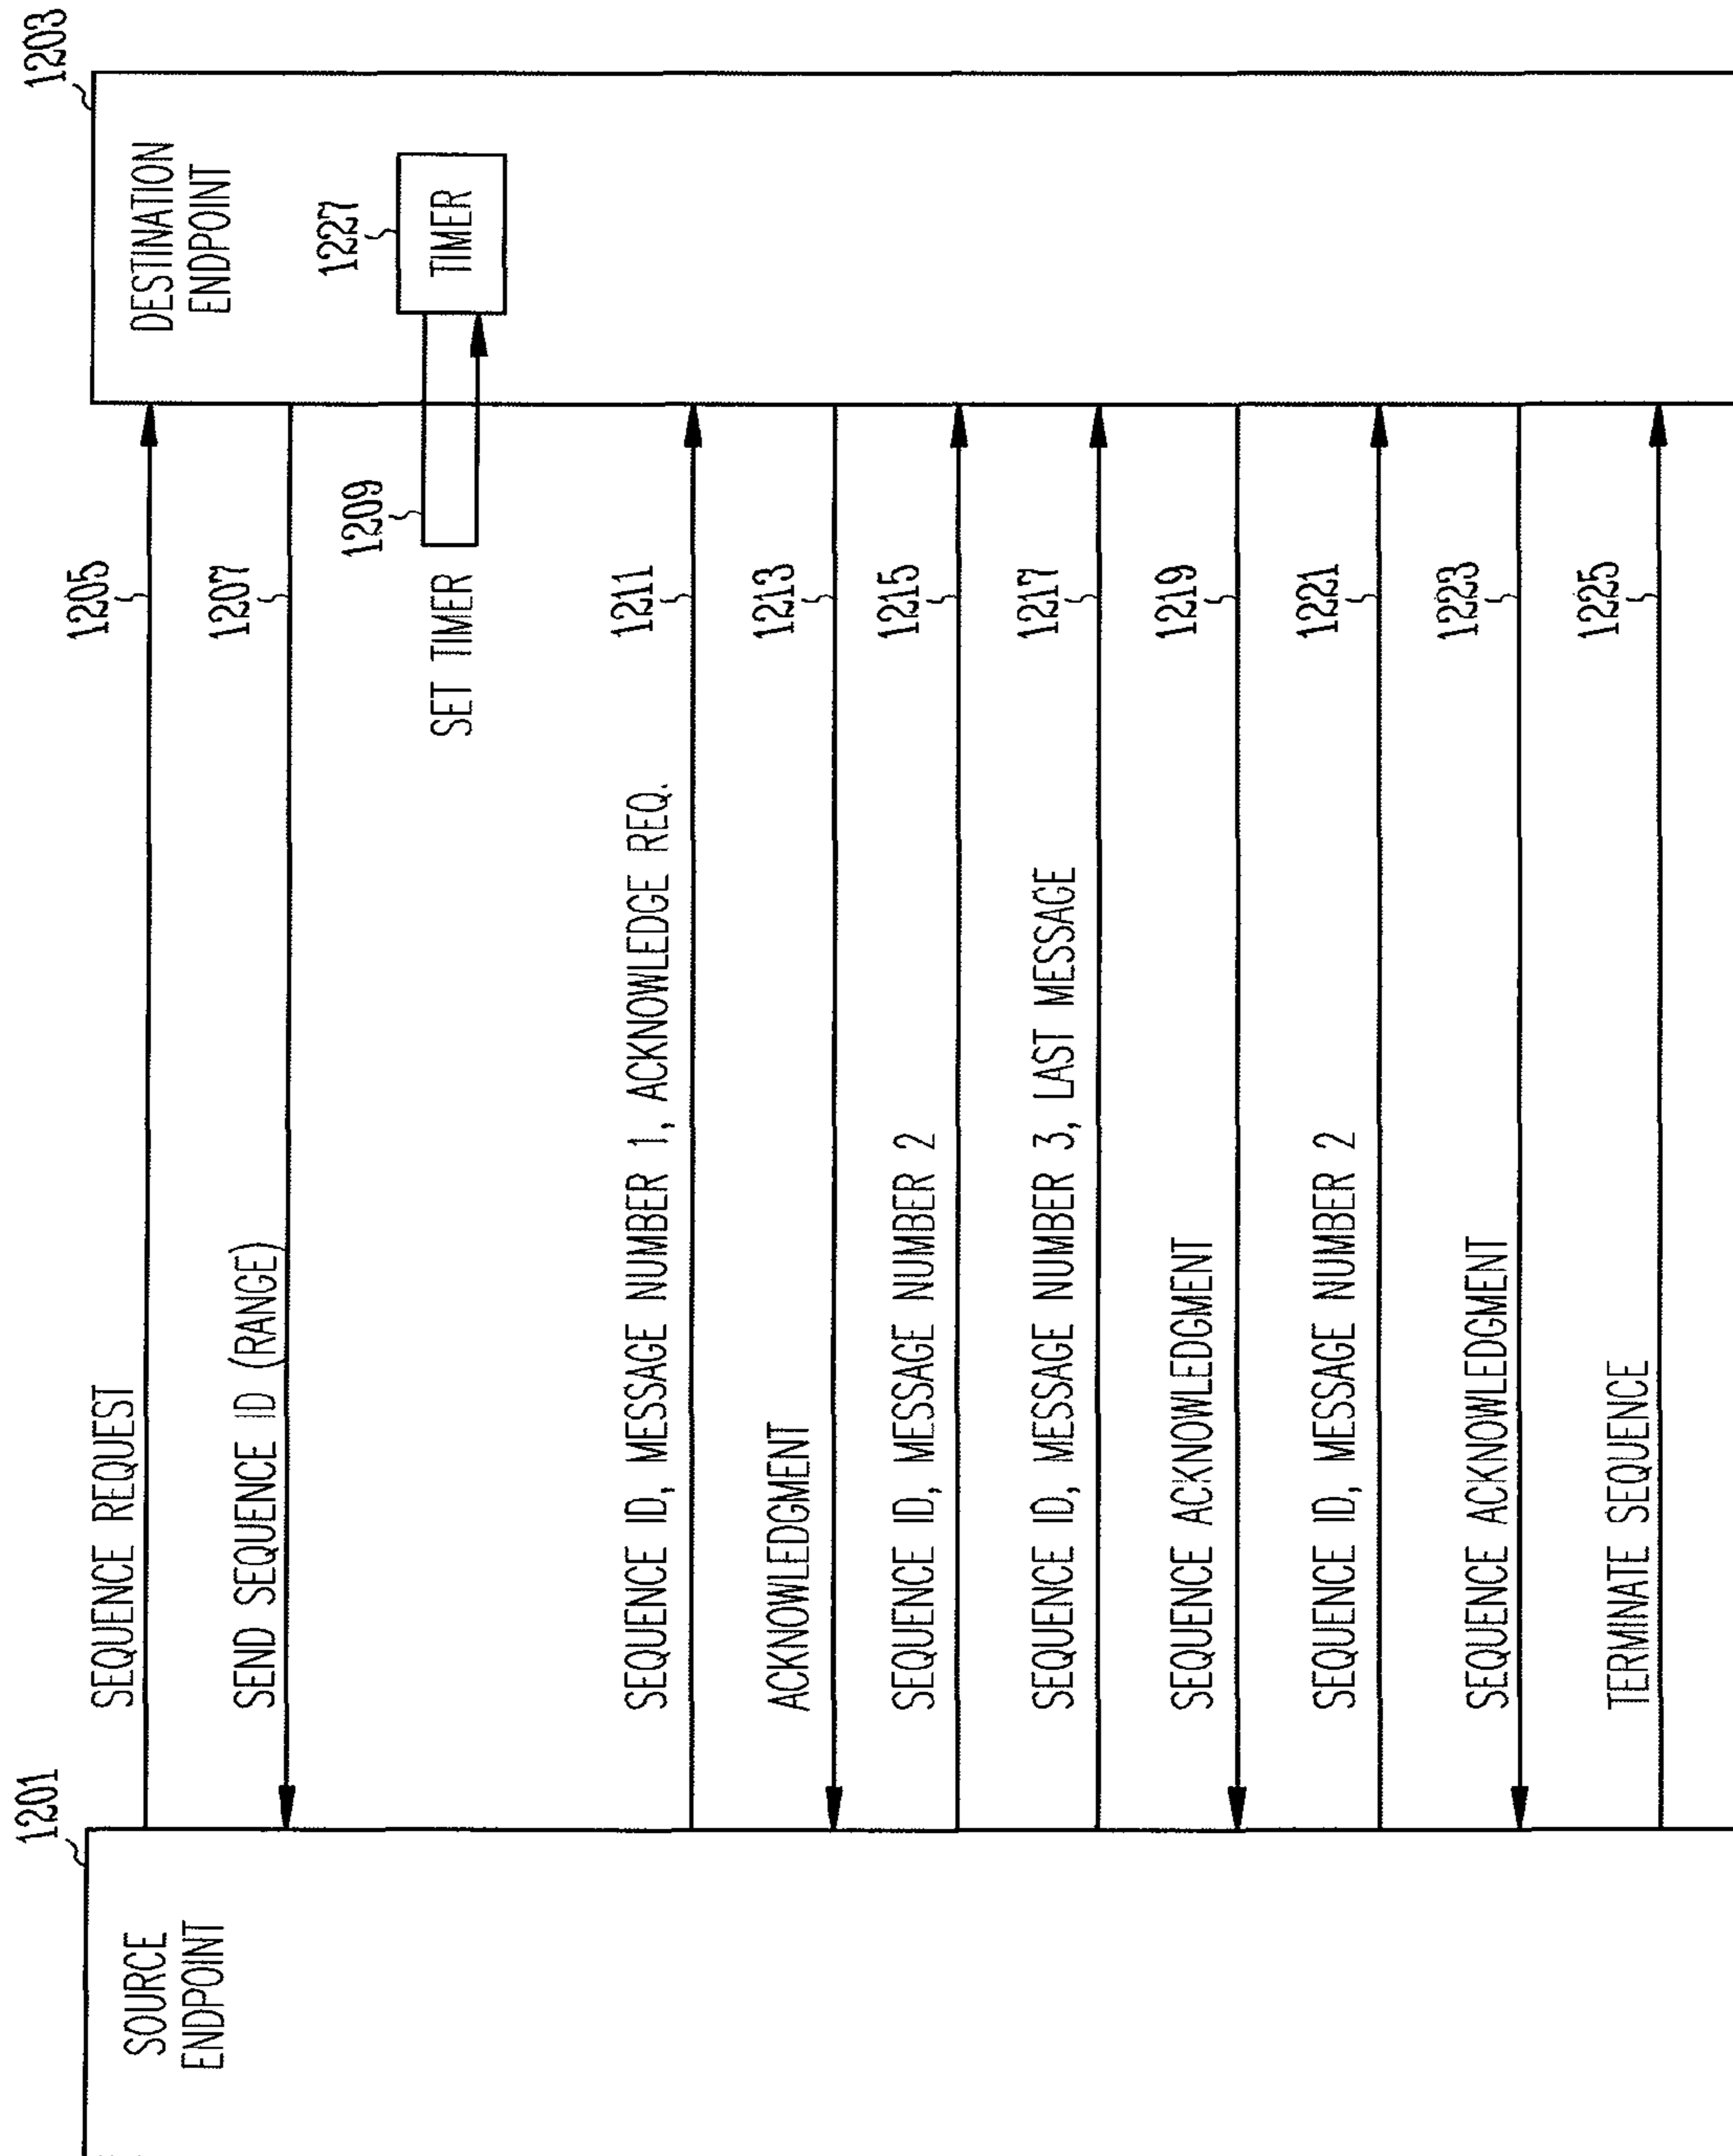 1201
SOURCE
ENDPOINT
1203
DESTINATION
ENDPOINT
SEQUENCE REQUEST
1205
SEND SEQUENCE ID (RANGE)
1207
1227
TIMER
1209
SET TIMER
SEQUENCE ID, MESSAGE NUMBER 1, ACKNOWLEDGE REQ.
1211
ACKNOWLEDGMENT
1213
SEQUENCE ID, MESSAGE NUMBER 2
1215
SEQUENCE ID, MESSAGE NUMBER 3, LAST MESSAGE
1217
SEQUENCE ACKNOWLEDGMENT
1219
SEQUENCE ID, MESSAGE NUMBER 2
1221
SEQUENCE ACKNOWLEDGMENT
1223
TERMINATE SEQUENCE
1225